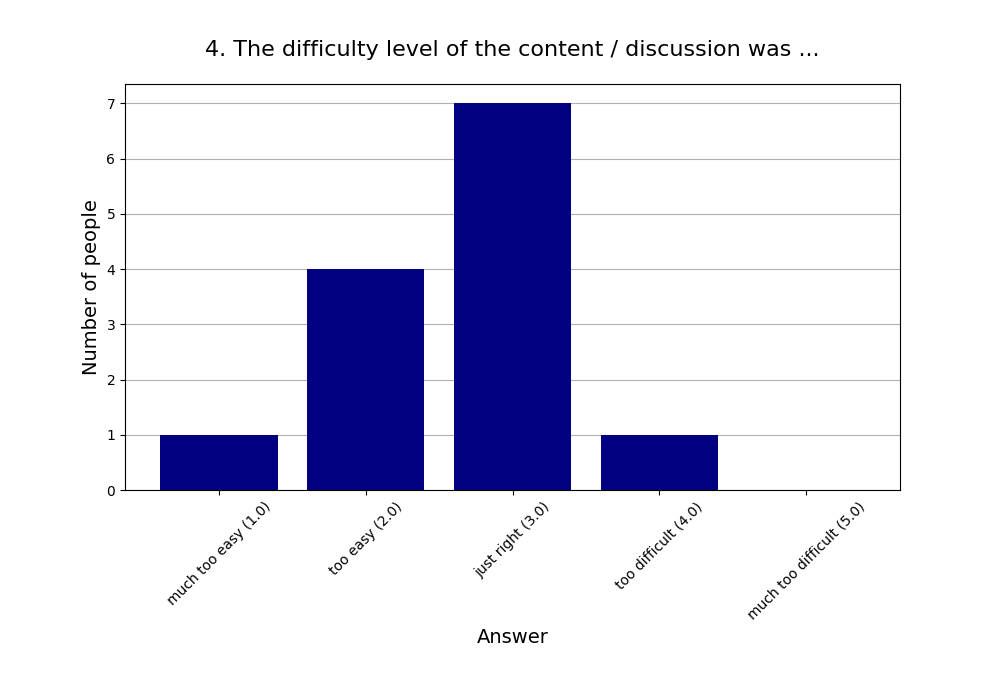 4. The difficulty level of the content / discussion was ...
Number of people
7
6
5
4
3
2
1
0
much too easy (1.0)
too easy (2.0)
just right (3.0)
too difficult (4.0)
much too difficult (5.0)
Answer